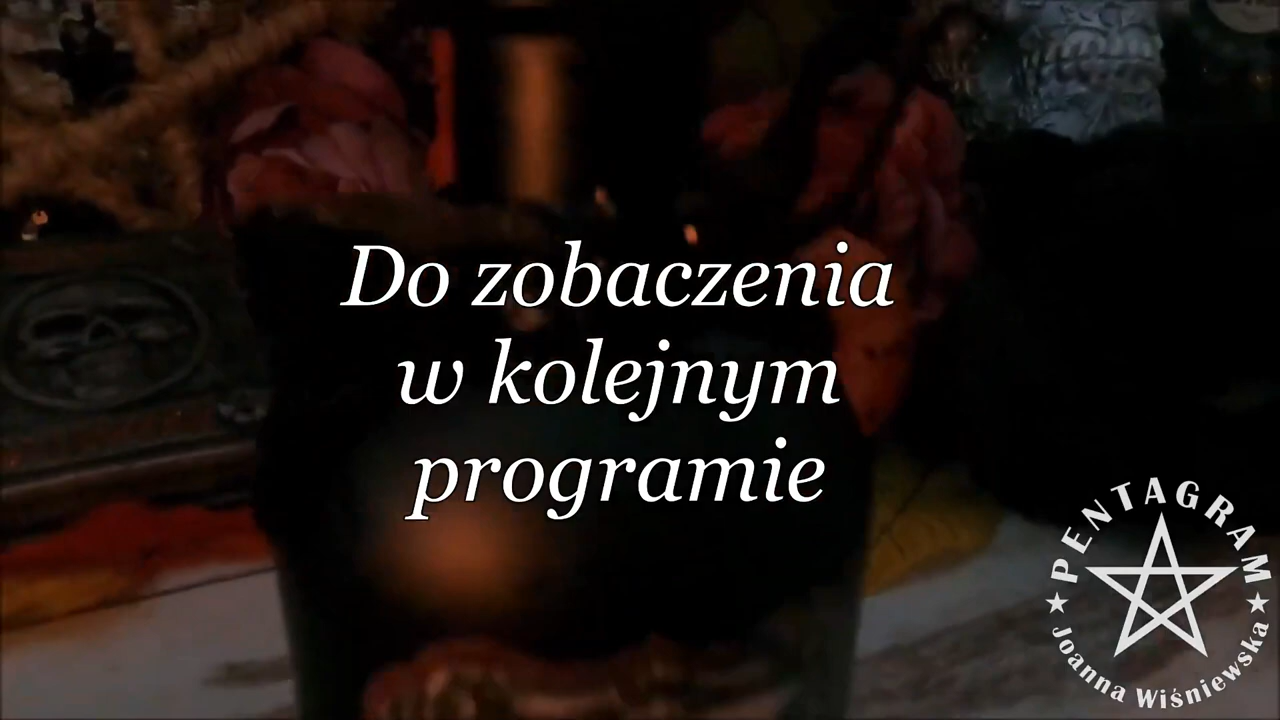 Do zobaczenia
w kolejnym
programie
PENTAGRAM
Joanna Wiśniewska